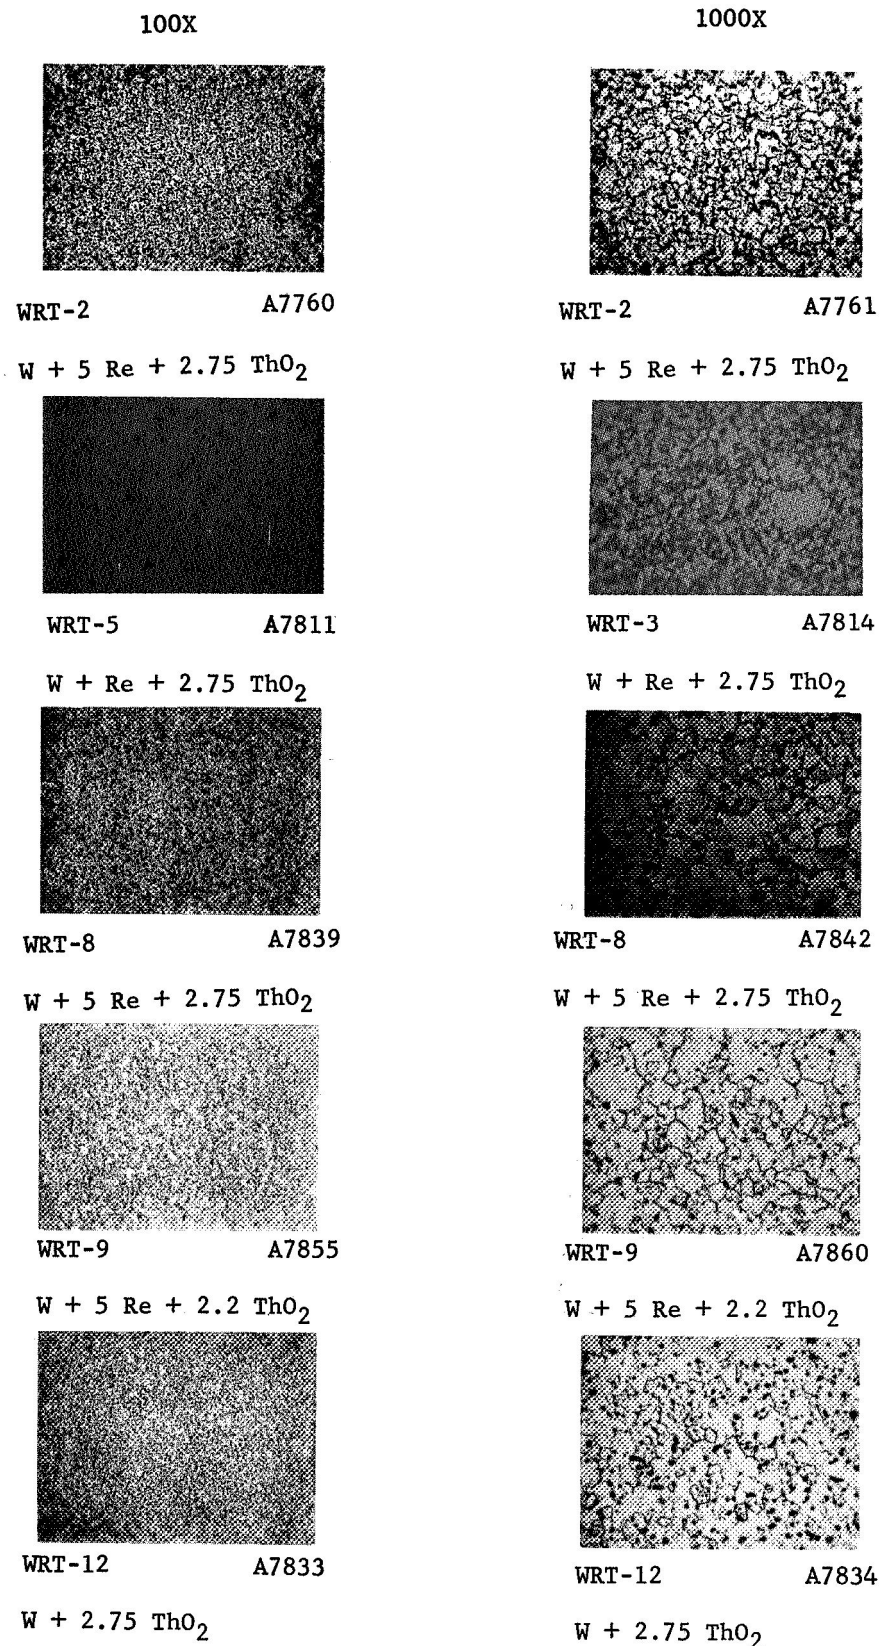 100X 1000X
WRT-2 A7760 WRT-2 A7761
W + 5 Re + 2.75 ThO₂ W + 5 Re + 2.75 ThO₂
WRT-5 A7811 WRT-3 A7814
W + Re + 2.75 ThO₂ W + Re + 2.75 ThO₂
WRT-8 A7839 WRT-8 A7842
W + 5 Re + 2.75 ThO₂ W + 5 Re + 2.75 ThO₂
WRT-9 A7855 WRT-9 A7860
W + 5 Re + 2.2 ThO₂ W + 5 Re + 2.2 ThO₂
WRT-12 A7833 WRT-12 A7834
W + 2.75 ThO₂ W + 2.75 ThO₂